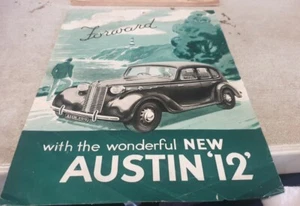 Forward
with the wonderful NEW
AUSTIN '12'